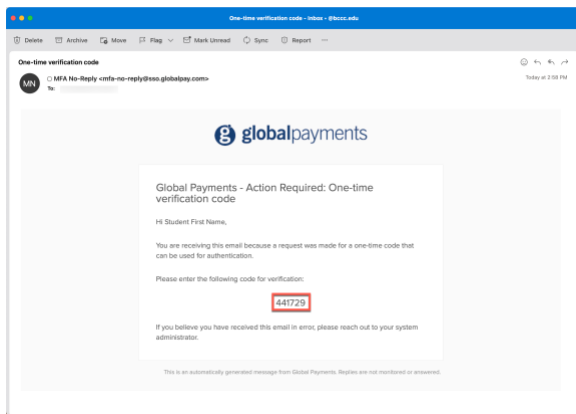 One-time verification code - Inbox - @bccc.edu
Delete Archive Move Flag Mark Unread Sync Report ...
One-time verification code
MN MFA No-Reply <mfa-no-reply@sso.globalpay.com> Today at 2:58 PM
To:
globalpayments
Global Payments - Action Required: One-time
verification code
Hi Student First Name,
You are receiving this email because a request was made for a one-time code that
can be used for authentication.
Please enter the following code for verification:
441729
If you believe you have received this email in error, please reach out to your system
administrator.
This is an automatically generated message from Global Payments. Replies are not monitored or answered.